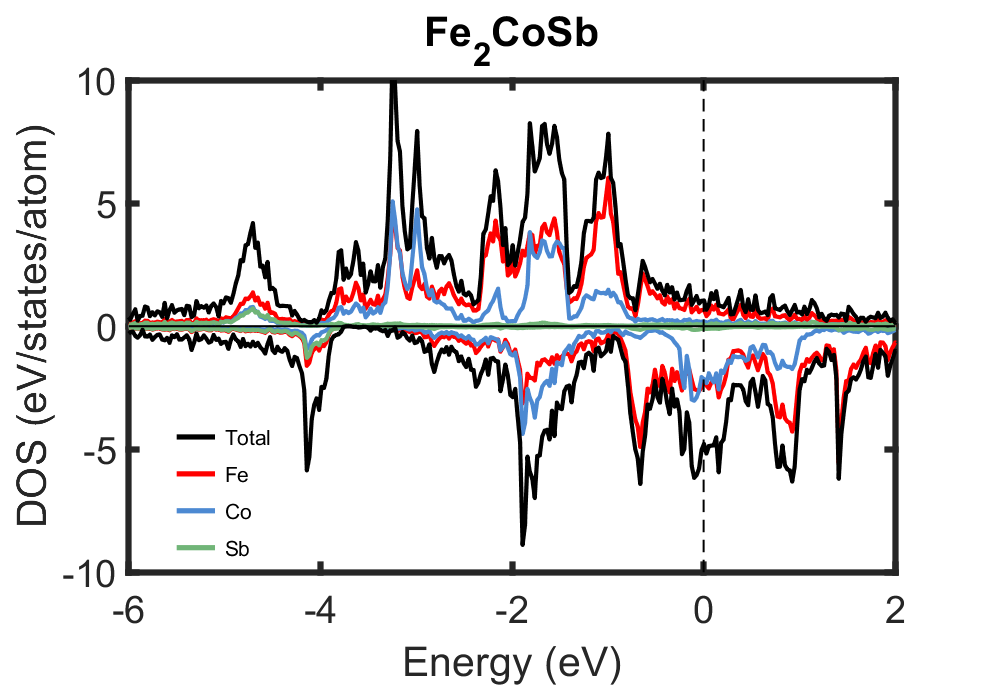 Fe₂CoSb
DOS (eV/states/atom)
10
5
0
-5
-10
Total
Fe
Co
Sb
-6 -4 -2 0 2
Energy (eV)